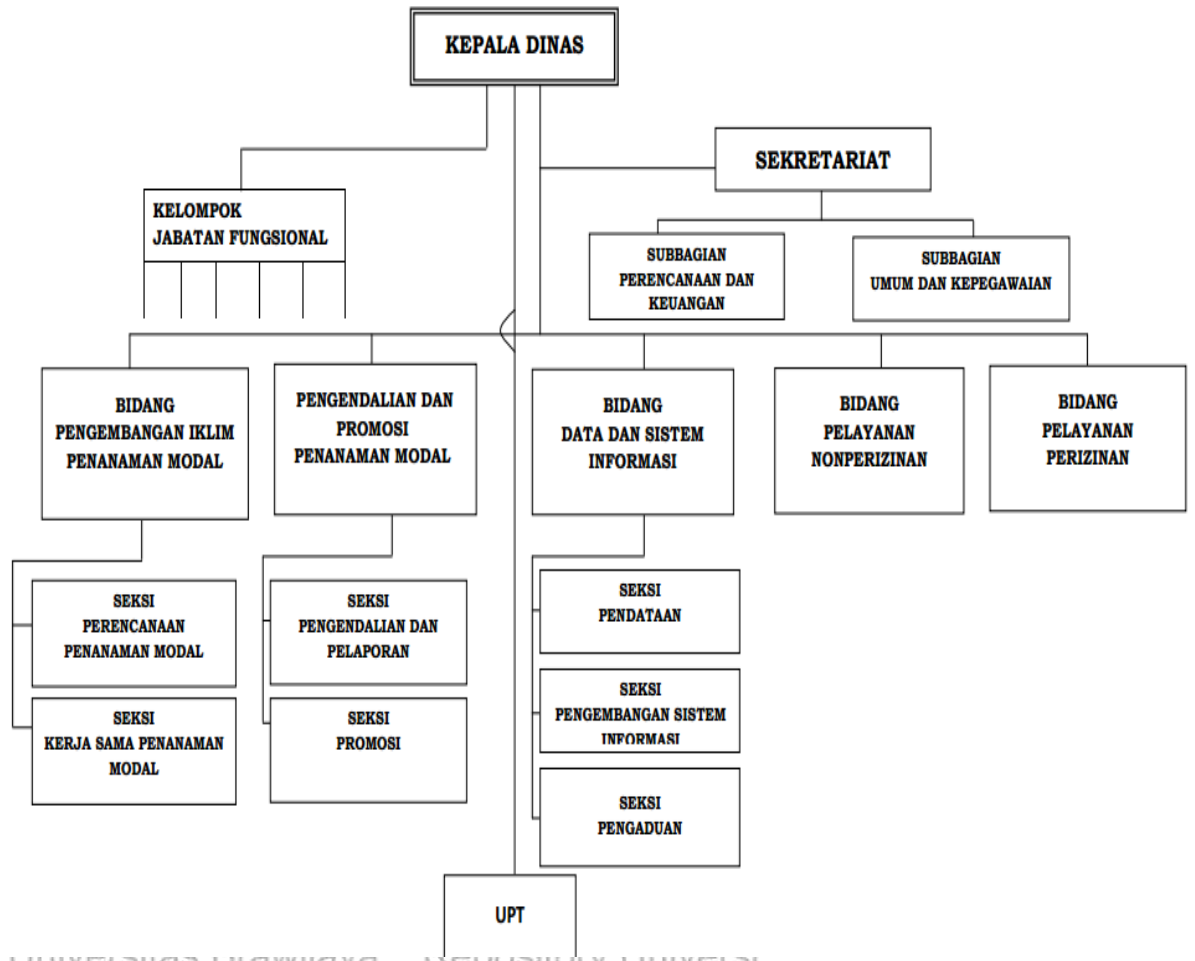 KEPALA DINAS
SEKRETARIAT
KELOMPOK
JABATAN FUNGSIONAL
SUBBAGIAN
PERENCANAAN DAN
KEUANGAN
SUBBAGIAN
UMUM DAN KEPEGAWAIAN
BIDANG
PENGEMBANGAN IKLIM
PENANAMAN MODAL
PENGENDALIAN DAN
PROMOSI
PENANAMAN MODAL
BIDANG
DATA DAN SISTEM
INFORMASI
BIDANG
PELAYANAN
NONPERIZINAN
BIDANG
PELAYANAN
PERIZINAN
SEKSI
PERENCANAAN
PENANAMAN MODAL
SEKSI
KERJA SAMA PENANAMAN
MODAL
SEKSI
PENGENDALIAN DAN
PELAPORAN
SEKSI
PROMOSI
SEKSI
PENDATAAN
SEKSI
PENGEMBANGAN SISTEM
INFORMASI
SEKSI
PENGADUAN
UPT